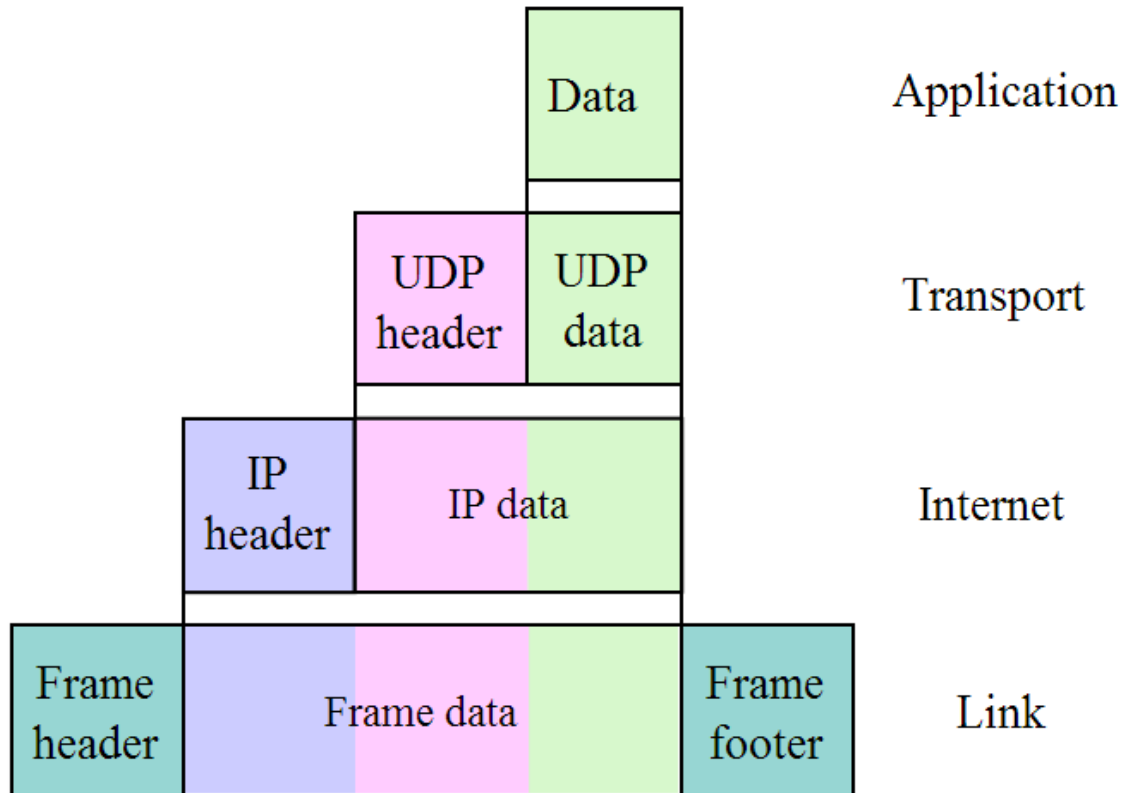 Data
Application
UDP
header
UDP
data
Transport
IP
header
IP data
Internet
Frame
header
Frame data
Frame
footer
Link